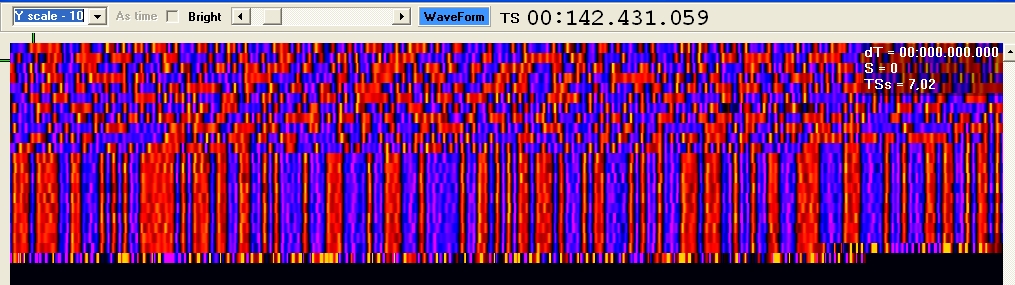 Y scale - 10 As time Bright WaveForm TS 00:142.431.059
dT = 00:000.000.000
S = 0
TSs = 7,02